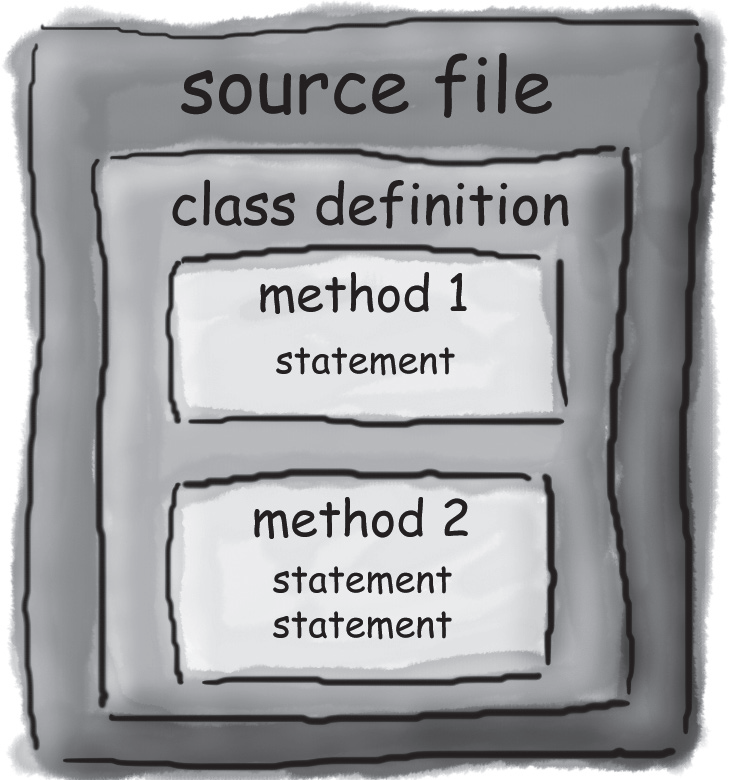 source file
class definition
method 1
statement
method 2
statement
statement